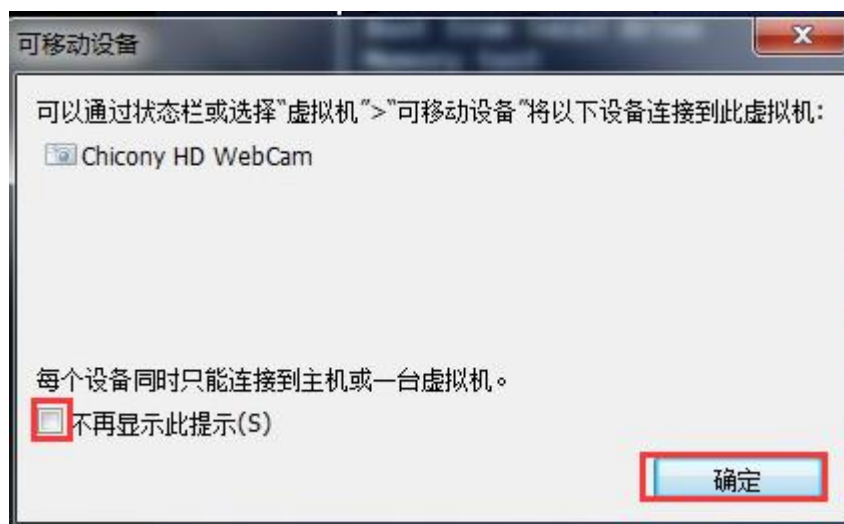 可移动设备
可以通过状态栏或选择"虚拟机">"可移动设备"将以下设备连接到此虚拟机:
Chicony HD WebCam
每个设备同时只能连接到主机或一台虚拟机。
不再显示此提示(S)
确定